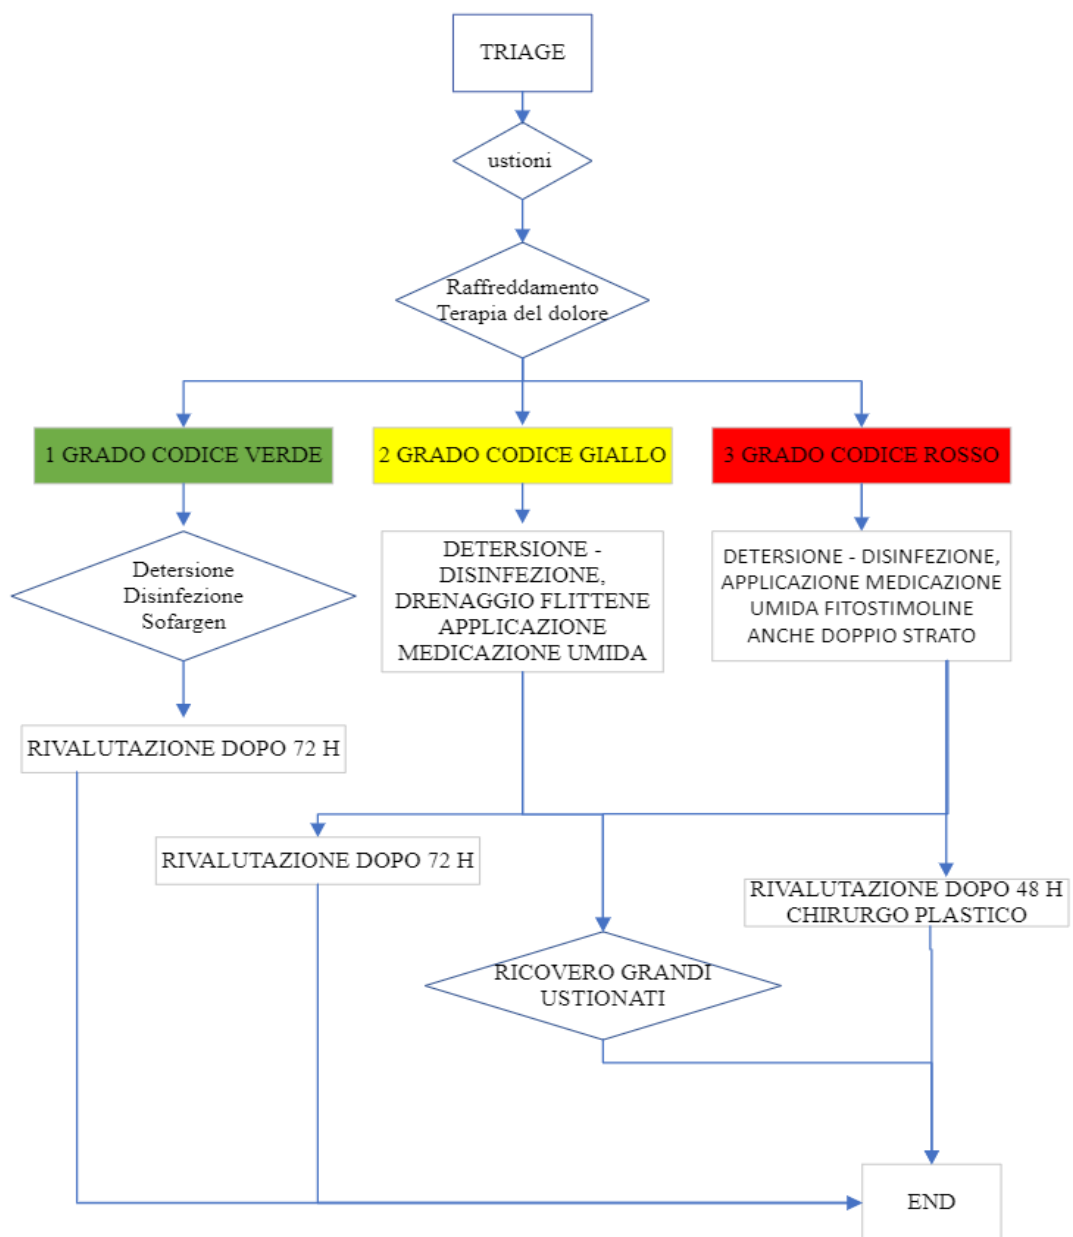 TRIAGE
ustioni
Raffreddamento
Terapia del dolore
1 GRADO CODICE VERDE
2 GRADO CODICE GIALLO
3 GRADO CODICE ROSSO
Detersione
Disinfezione
Sofargen
DETERSIONE -
DISINFEZIONE,
DRENAGGIO FLITTENE
APPLICAZIONE
MEDICAZIONE UMIDA
DETERSIONE - DISINFEZIONE,
APPLICAZIONE MEDICAZIONE
UMIDA FITOSTIMOLINE
ANCHE DOPPIO STRATO
RIVALUTAZIONE DOPO 72 H
RIVALUTAZIONE DOPO 72 H
RIVALUTAZIONE DOPO 48 H
CHIRURGO PLASTICO
RICOVERO GRANDI
USTIONATI
END